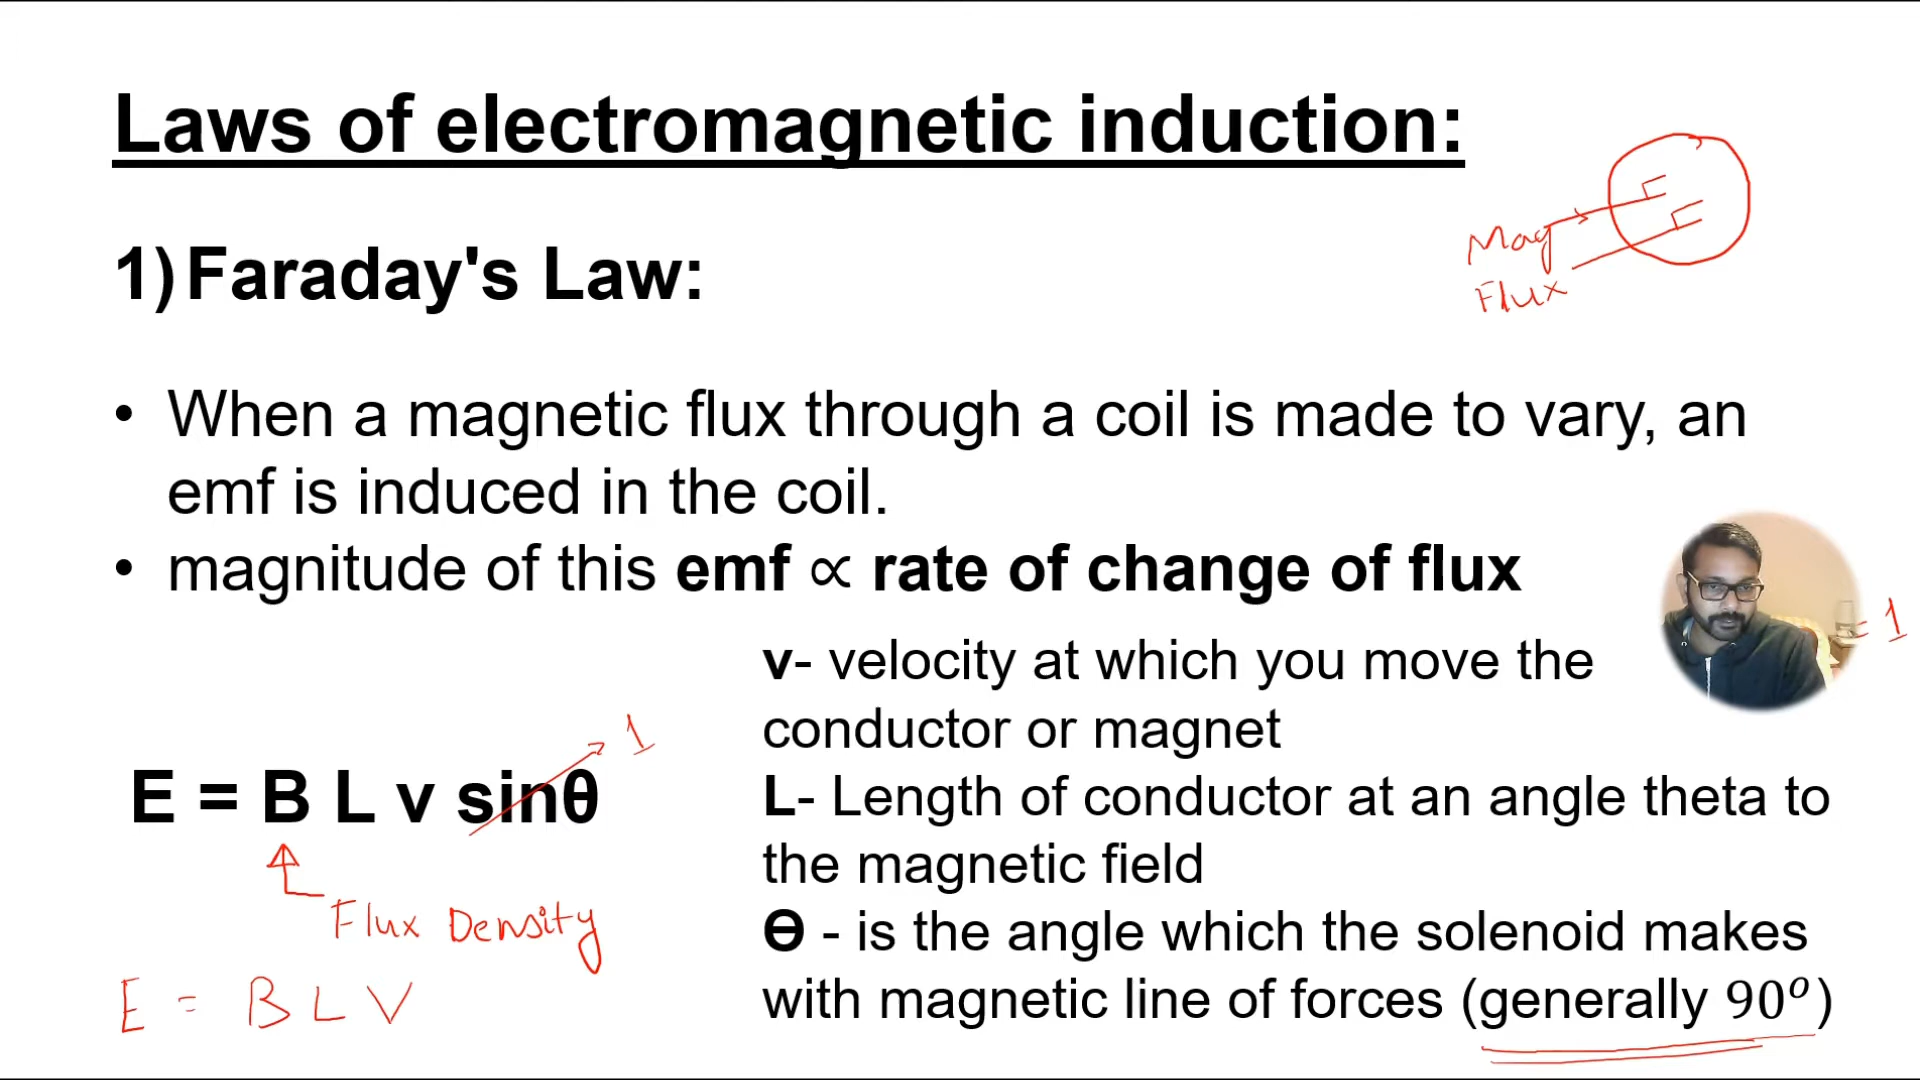 Laws of electromagnetic induction:
Mag
Flux
1) Faraday's Law:
• When a magnetic flux through a coil is made to vary, an
emf is induced in the coil.
• magnitude of this emf ∝ rate of change of flux
= 1
v- velocity at which you move the
conductor or magnet
L- Length of conductor at an angle theta to
the magnetic field
Ө - is the angle which the solenoid makes
with magnetic line of forces (generally 90⁰)
1
E = B L v sinθ
Flux Density
E = B L V